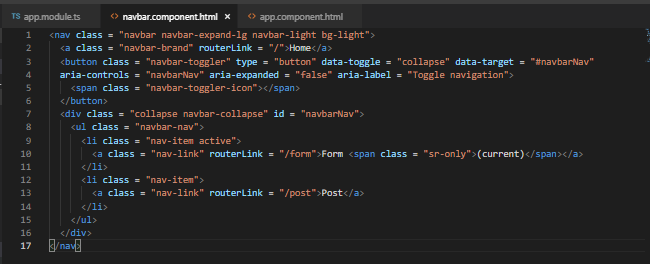 app.module.ts navbar.component.html app.component.html
1 <nav class = "navbar navbar-expand-lg navbar-light bg-light">
2 <a class = "navbar-brand" routerLink = "/">Home</a>
3 <button class = "navbar-toggler" type = "button" data-toggle = "collapse" data-target = "#navbarNav"
4 aria-controls = "navbarNav" aria-expanded = "false" aria-label = "Toggle navigation">
5 <span class = "navbar-toggler-icon"></span>
6 </button>
7 <div class = "collapse navbar-collapse" id = "navbarNav">
8 <ul class = "navbar-nav">
9 <li class = "nav-item active">
10 <a class = "nav-link" routerLink = "/form">Form <span class = "sr-only">(current)</span></a>
11 </li>
12 <li class = "nav-item">
13 <a class = "nav-link" routerLink = "/post">Post</a>
14 </li>
15 </ul>
16 </div>
17 </nav>